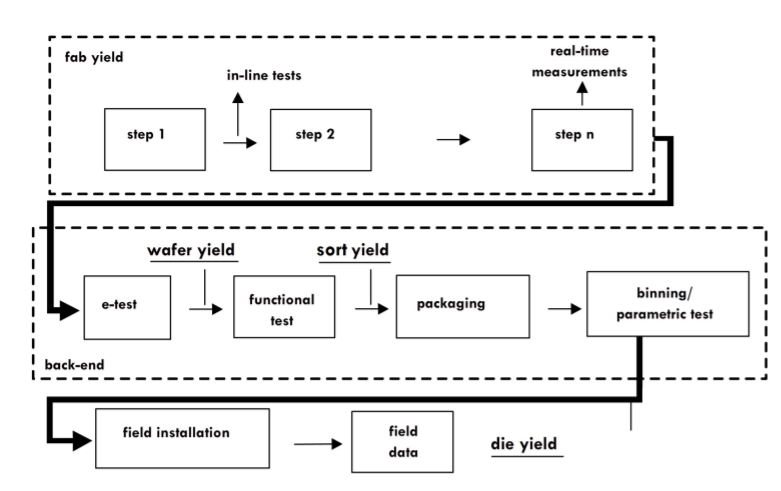 fab yield
real-time
measurements
in-line tests
step 1
step 2
step n
wafer yield
sort yield
e-test
functional
test
packaging
binning/
parametric test
back-end
field installation
field
data
die yield